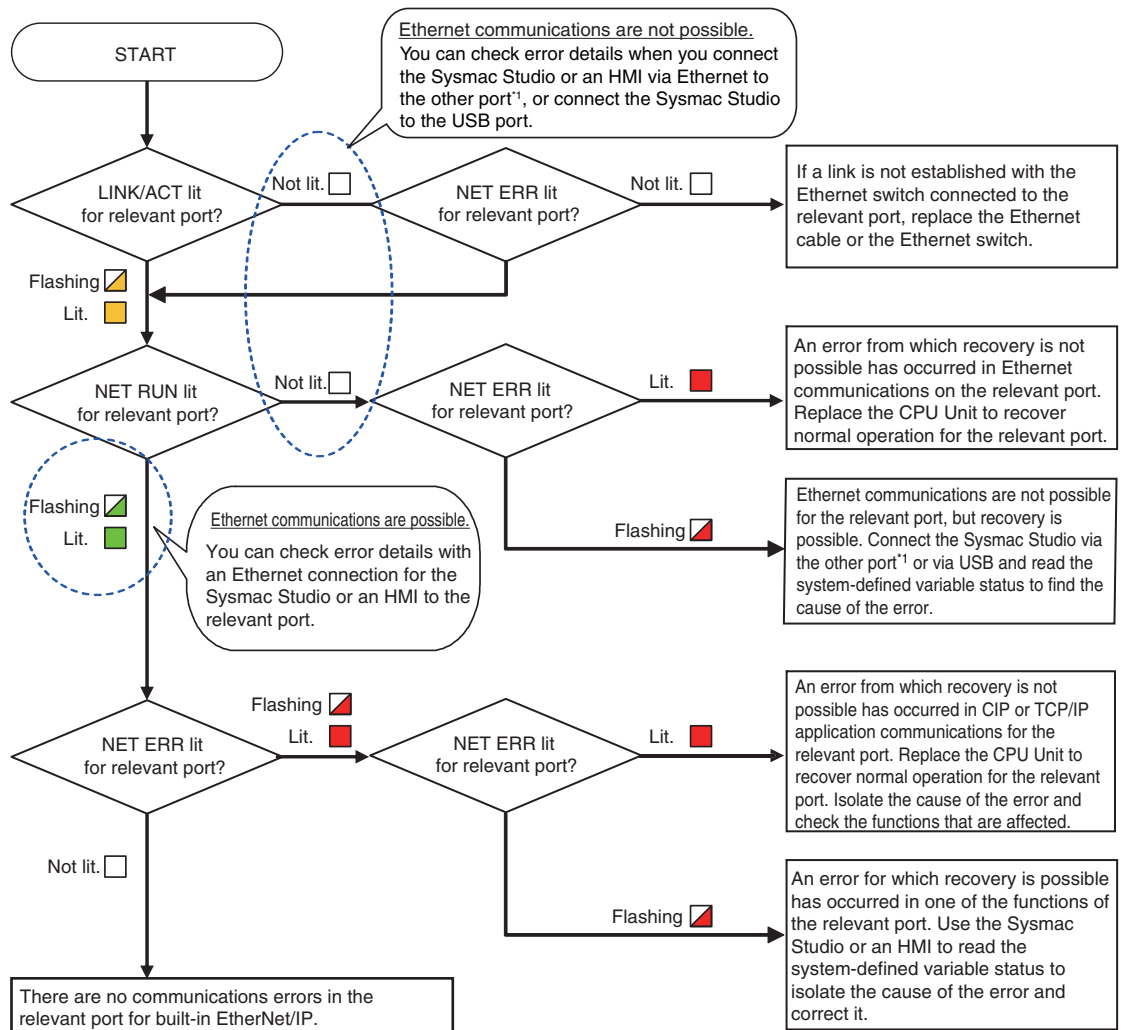 START
Ethernet communications are not possible.
You can check error details when you connect
the Sysmac Studio or an HMI via Ethernet to
the other port*1, or connect the Sysmac Studio
to the USB port.
LINK/ACT lit
for relevant port?
Not lit.
NET ERR lit
for relevant port?
Not lit.
If a link is not established with the
Ethernet switch connected to the
relevant port, replace the Ethernet
cable or the Ethernet switch.
Flashing
Lit.
NET RUN lit
for relevant port?
Not lit.
NET ERR lit
for relevant port?
Lit.
An error from which recovery is not
possible has occurred in Ethernet
communications on the relevant port.
Replace the CPU Unit to recover
normal operation for the relevant port.
Flashing
Ethernet communications are not possible
for the relevant port, but recovery is
possible. Connect the Sysmac Studio via
the other port*1 or via USB and read the
system-defined variable status to find the
cause of the error.
Flashing
Lit.
Ethernet communications are possible.
You can check error details with
an Ethernet connection for the
Sysmac Studio or an HMI to the
relevant port.
NET ERR lit
for relevant port?
Flashing
Lit.
NET ERR lit
for relevant port?
Lit.
An error from which recovery is not
possible has occurred in CIP or TCP/IP
application communications for the
relevant port. Replace the CPU Unit to
recover normal operation for the relevant
port. Isolate the cause of the error and
check the functions that are affected.
Not lit.
Flashing
An error for which recovery is possible
has occurred in one of the functions of
the relevant port. Use the Sysmac
Studio or an HMI to read the
system-defined variable status to
isolate the cause of the error and
correct it.
There are no communications errors in the
relevant port for built-in EtherNet/IP.